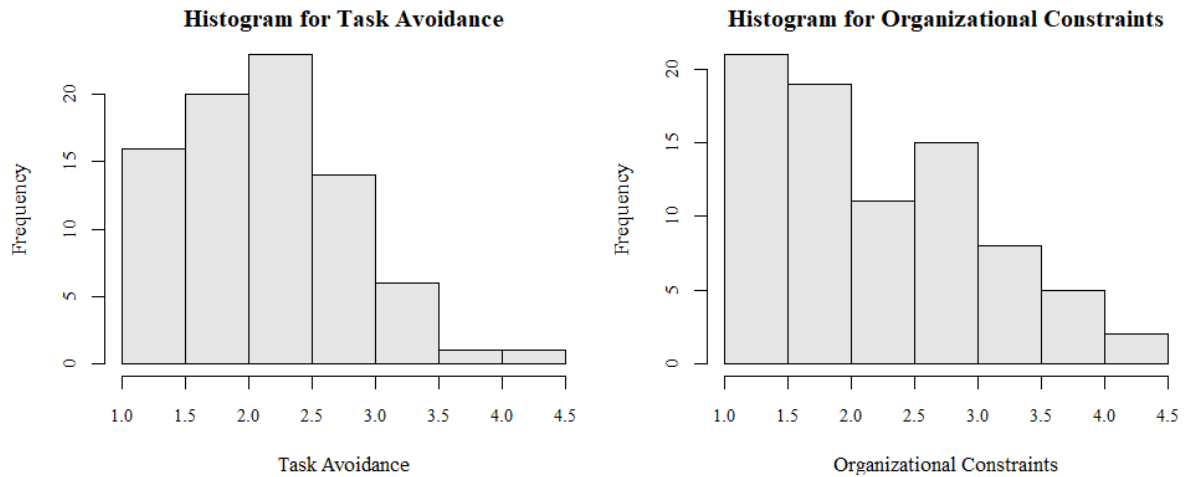 Histogram for Task Avoidance
Frequency
0 5 10 15 20
1.0 1.5 2.0 2.5 3.0 3.5 4.0 4.5
Task Avoidance
Histogram for Organizational Constraints
Frequency
0 5 10 15 20
1.0 1.5 2.0 2.5 3.0 3.5 4.0 4.5
Organizational Constraints